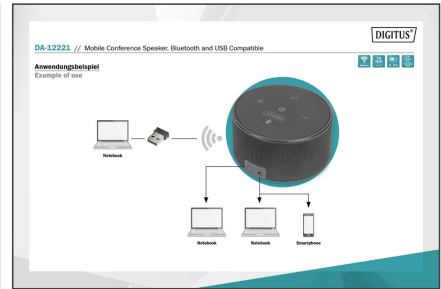 DIGITUS®
DA-12221 // Mobile Conference Speaker, Bluetooth and USB Compatible
Anwendungsbeispiel
Example of use
Notebook
Notebook
Notebook
Smartphone